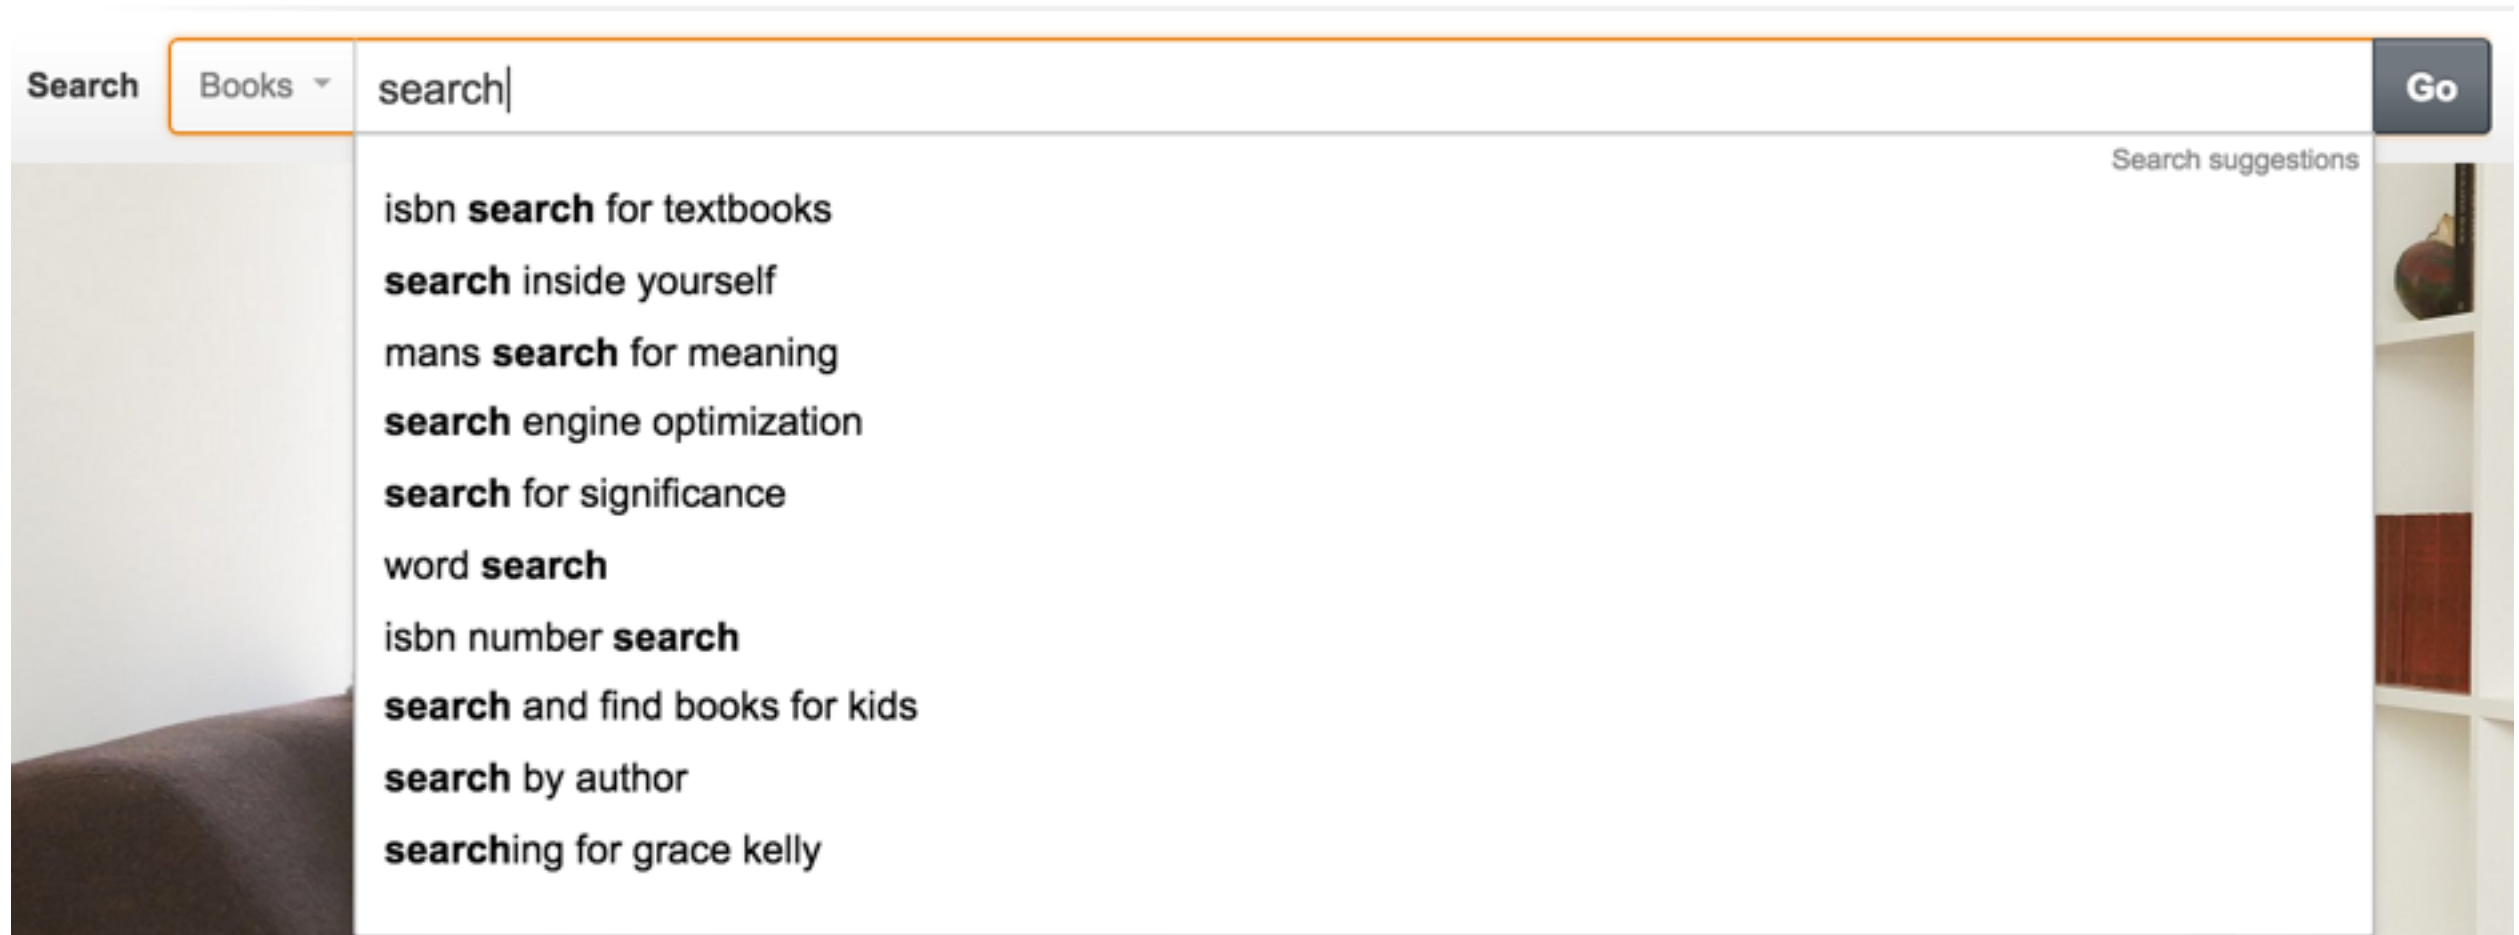 Search Books search Go
Search suggestions
isbn search for textbooks
search inside yourself
mans search for meaning
search engine optimization
search for significance
word search
isbn number search
search and find books for kids
search by author
searching for grace kelly